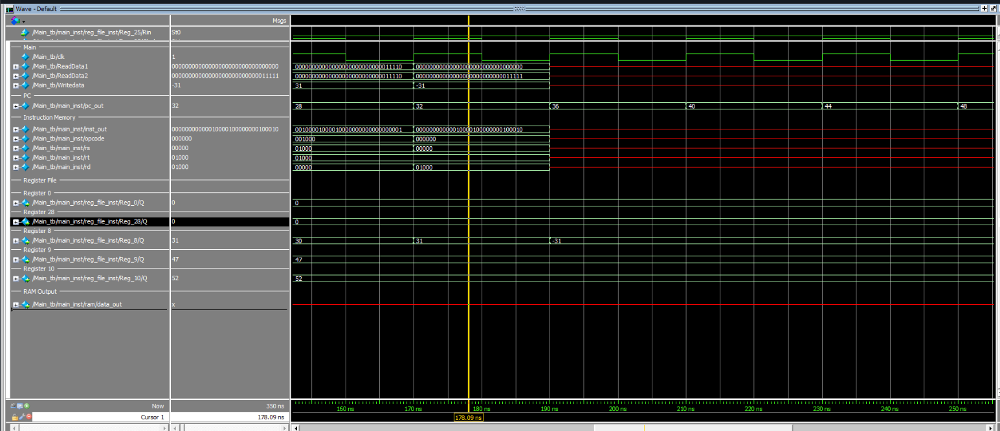 Wave - Default
Msgs
/Main_tb/main_inst/reg_file_inst/Reg_25/Rin St0
Main
/Main_tb/clk 1
/Main_tb/ReadData1 00000000000000000000000000000000 00000000000000000000000000011110 00000000000000000000000000000000
/Main_tb/ReadData2 00000000000000000000000000011111 00000000000000000000000000011110 00000000000000000000000000011111
/Main_tb/Writedata -31 31 -31
PC
/Main_tb/main_inst/pc_out 32 28 32 36 40 44 48
Instruction Memory
/Main_tb/main_inst/inst_out 00000000000010000100000000100010 00100001000010000000000000000001 00000000000010000100000000100010
/Main_tb/main_inst/opcode 000000 001000 000000
/Main_tb/main_inst/rs 00000 01000 00000
/Main_tb/main_inst/rt 01000 01000
/Main_tb/main_inst/rd 01000 00000 01000
Register File
Register 0
/Main_tb/main_inst/reg_file_inst/Reg_0/Q 0 0
Register 28
/Main_tb/main_inst/reg_file_inst/Reg_28/Q 0 0
Register 8
/Main_tb/main_inst/reg_file_inst/Reg_8/Q 31 30 31 -31
Register 9
/Main_tb/main_inst/reg_file_inst/Reg_9/Q 47 47
Register 10
/Main_tb/main_inst/reg_file_inst/Reg_10/Q 52 52
RAM Output
/Main_tb/main_inst/ram/data_out x
Now 350 ns 160 ns 170 ns 180 ns 190 ns 200 ns 210 ns 220 ns 230 ns 240 ns 250 ns
Cursor 1 178.09 ns 178.09 ns